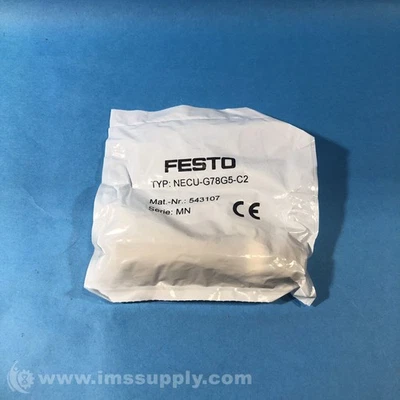 FESTO
TYP: NECU-G78G5-C2
Mat.-Nr.: 543107
Serie: MN
CE
www.imssupply.com